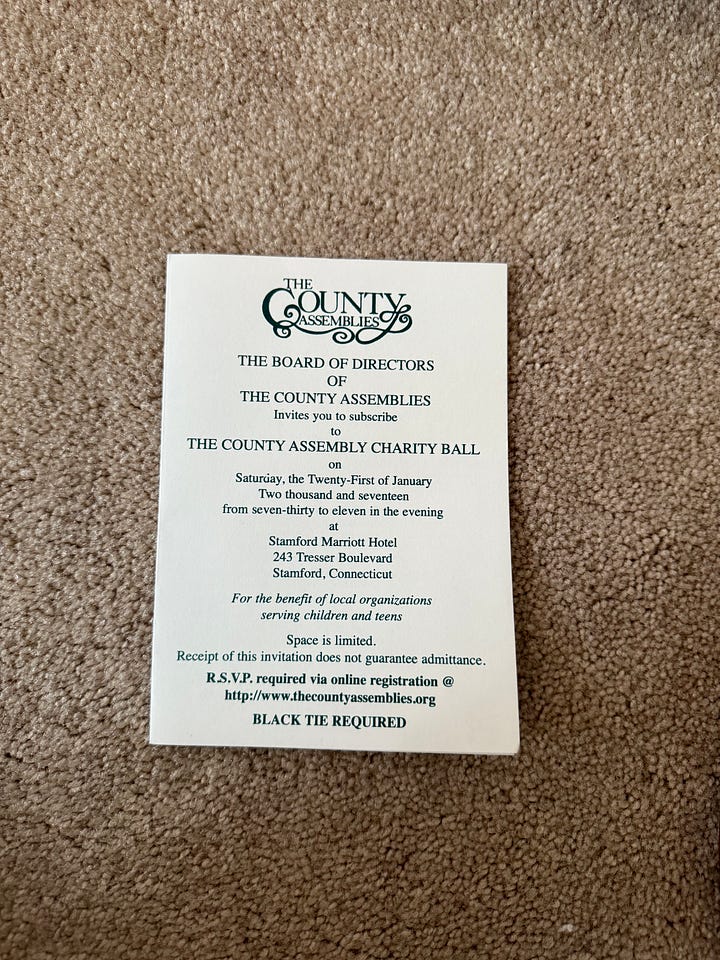 THE
COUNTY
ASSEMBLIES
THE BOARD OF DIRECTORS
OF
THE COUNTY ASSEMBLIES
Invites you to subscribe
to
THE COUNTY ASSEMBLY CHARITY BALL
on
Saturday, the Twenty-First of January
Two thousand and seventeen
from seven-thirty to eleven in the evening
at
Stamford Marriott Hotel
243 Tresser Boulevard
Stamford, Connecticut
For the benefit of local organizations
serving children and teens
Space is limited.
Receipt of this invitation does not guarantee admittance.
R.S.V.P. required via online registration @
http://www.thecountyassemblies.org
BLACK TIE REQUIRED